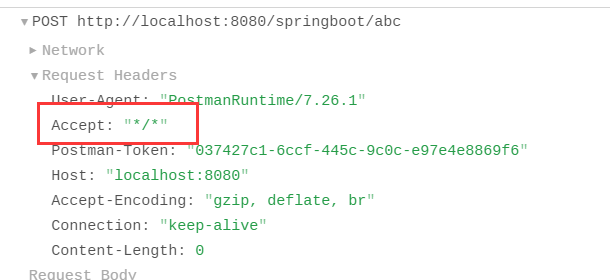 ▼POST http://localhost:8080/springboot/abc
► Network
▼Request Headers
User-Agent: "PostmanRuntime/7.26.1"
Accept: "*/*"
Postman-Token: "037427c1-6ccf-445c-9c0c-e97e4e8869f6"
Host: "localhost:8080"
Accept-Encoding: "gzip, deflate, br"
Connection: "keep-alive"
Content-Length: 0
Request Body